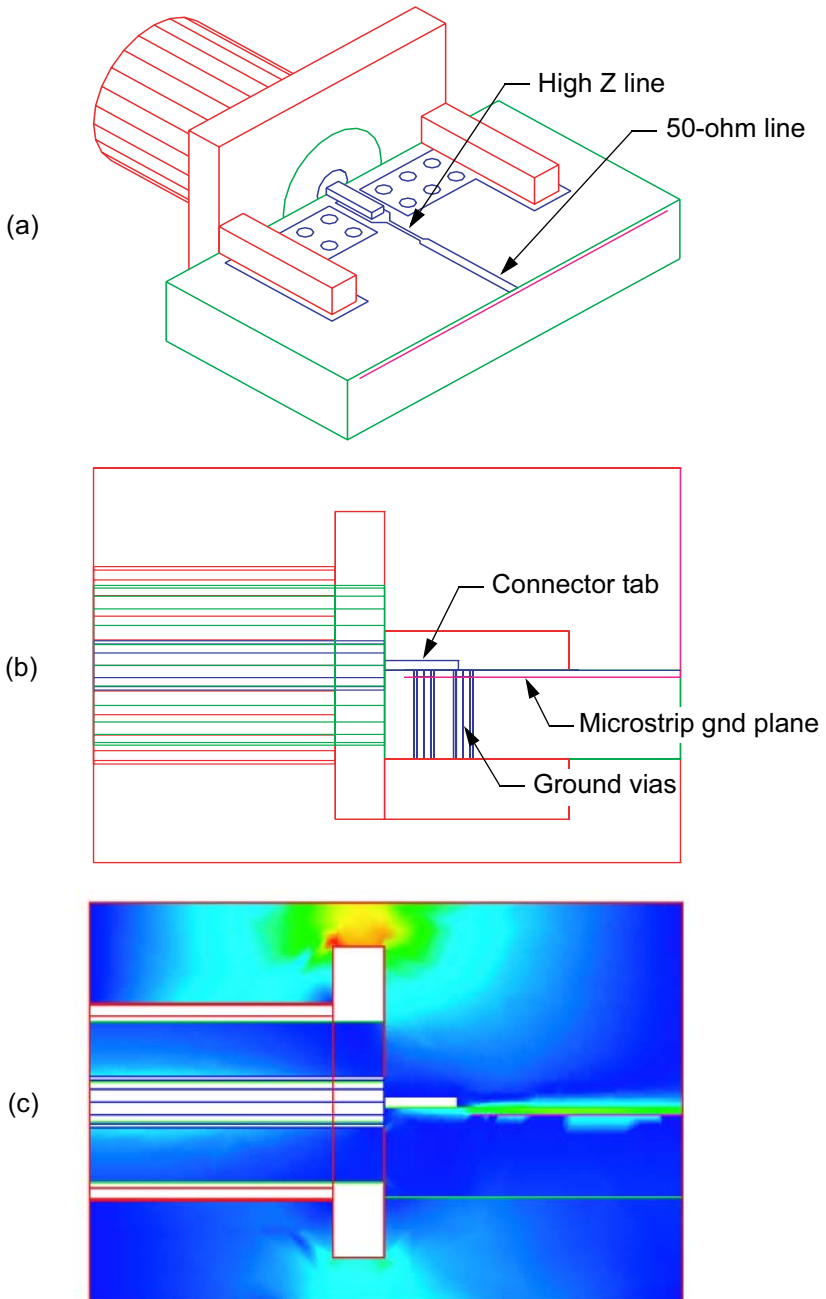 High Z line
50-ohm line
(a)
Connector tab
(b)
Microstrip gnd plane
Ground vias
(c)